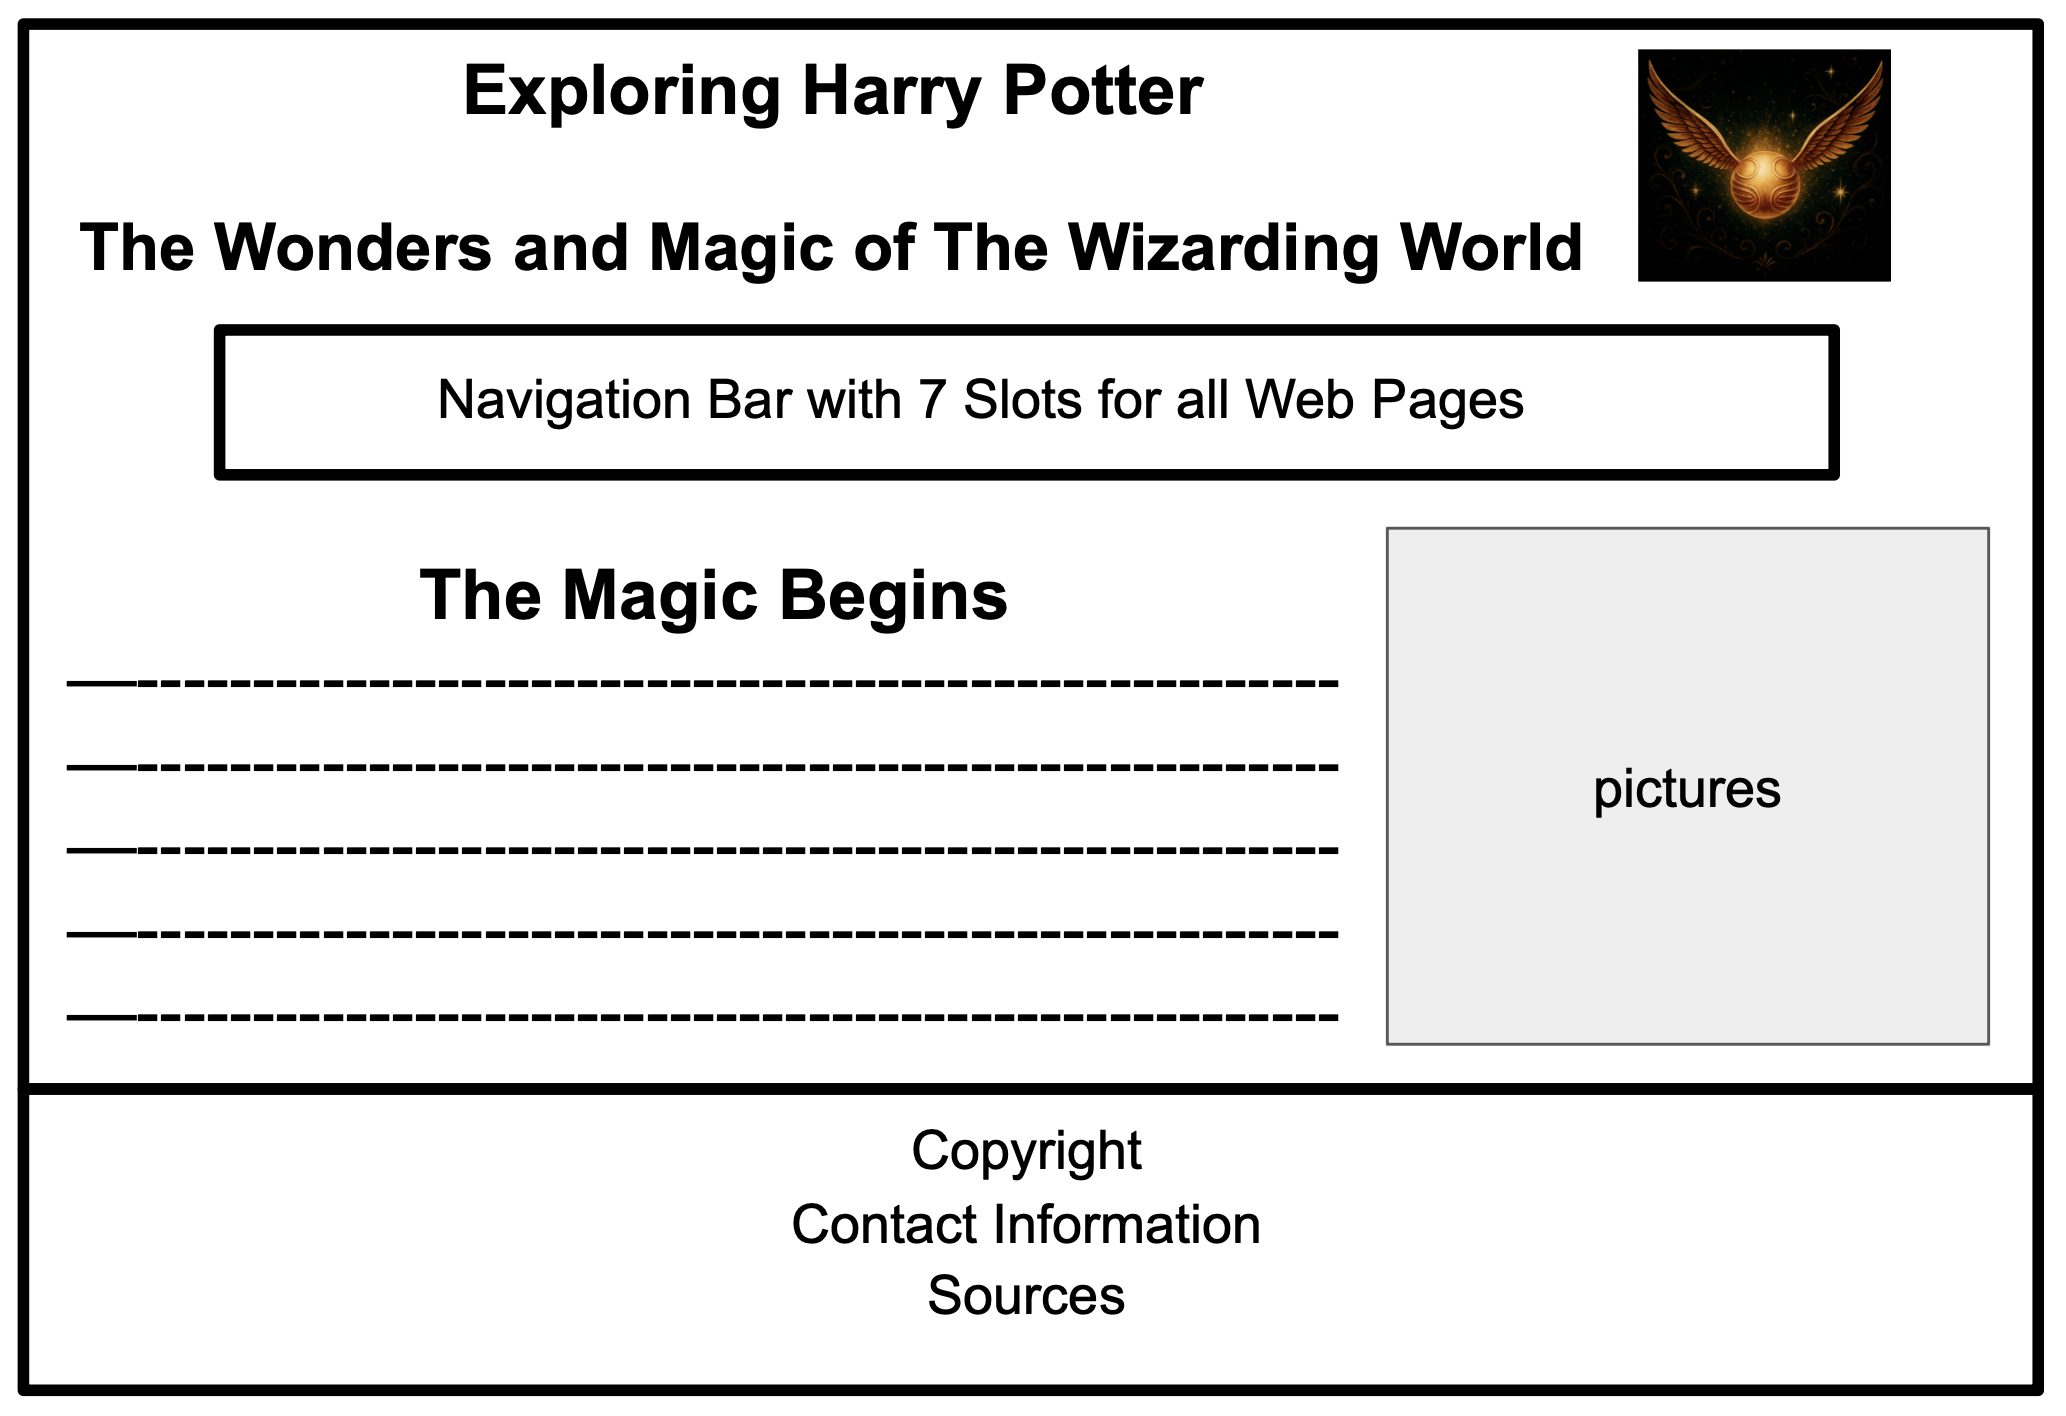 Exploring Harry Potter
The Wonders and Magic of The Wizarding World
Navigation Bar with 7 Slots for all Web Pages
The Magic Begins
pictures
Copyright
Contact Information
Sources